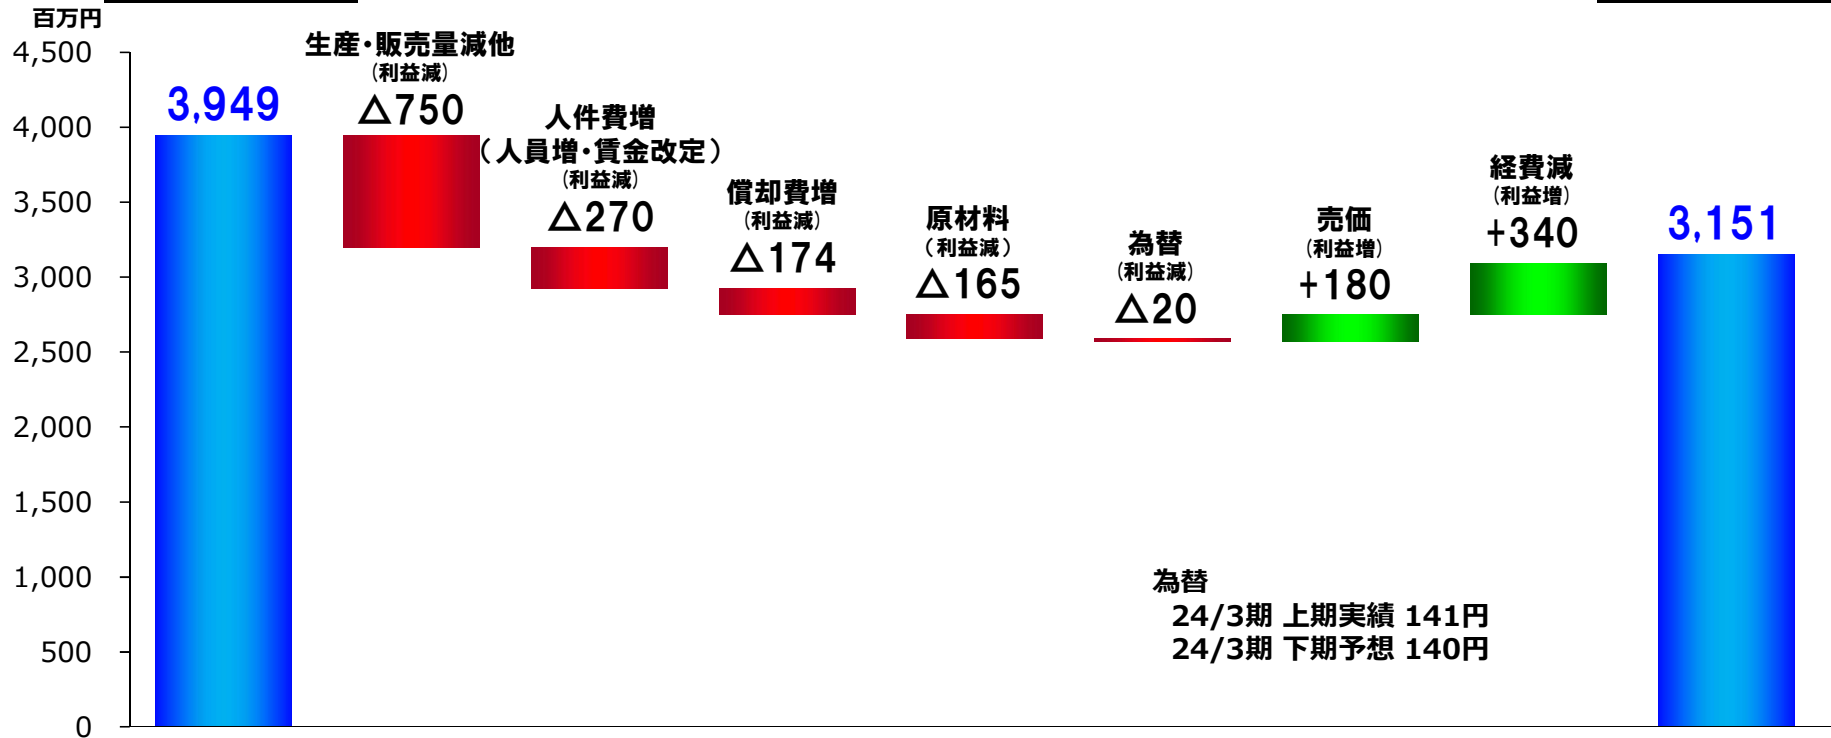 百万円
4,500
4,000
3,500
3,000
2,500
2,000
1,500
1,000
500
0
3,949
生産・販売量減他
(利益減)
△750
人件費増
(人員増・賃金改定)
(利益減)
△270
償却費増
(利益減)
△174
原材料
(利益減)
△165
為替
(利益減)
△20
売価
(利益増)
+180
経費減
(利益増)
+340
3,151
為替
24/3期 上期実績 141円
24/3期 下期予想 140円